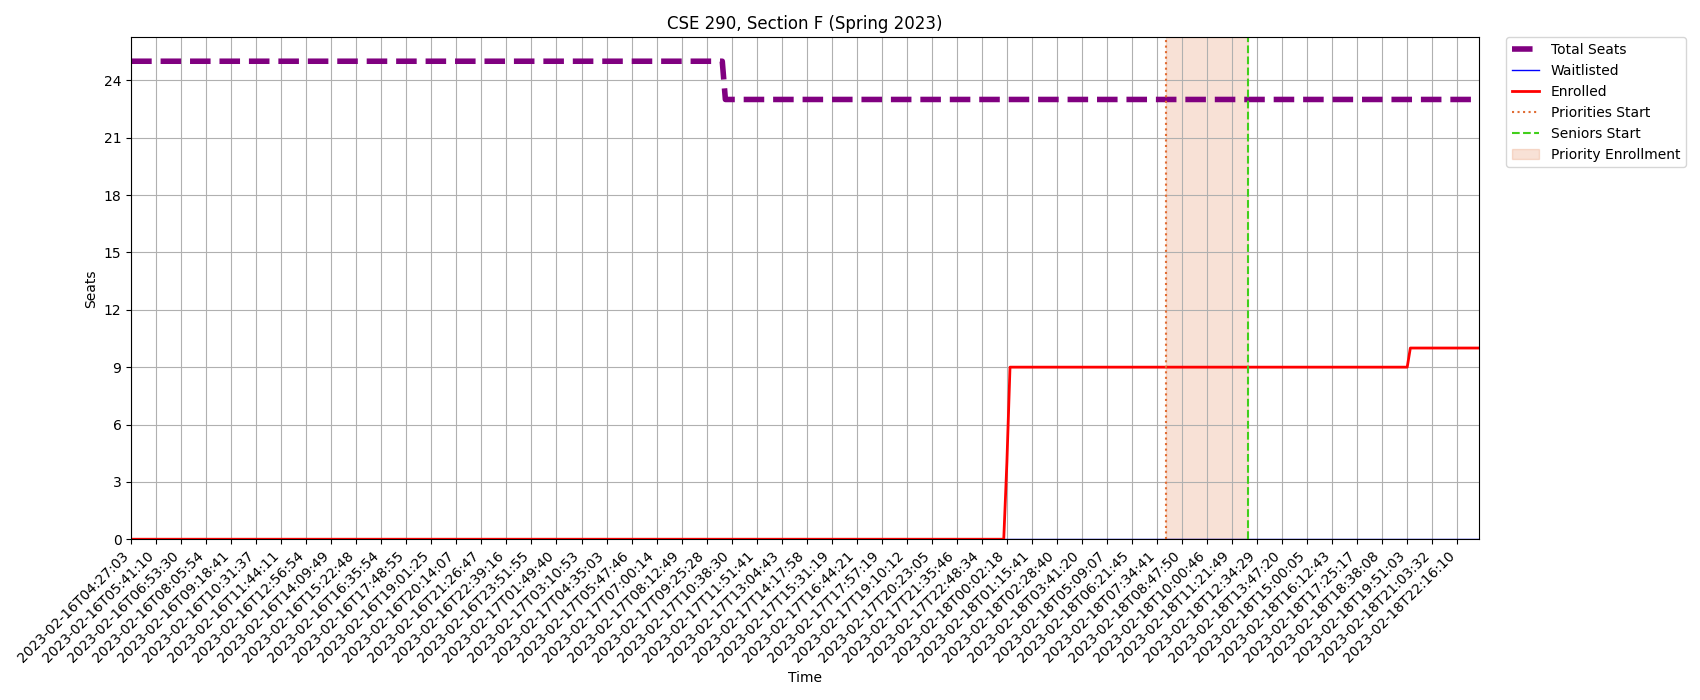 CSE 290, Section F (Spring 2023)
Total Seats
Waitlisted
Enrolled
Priorities Start
Seniors Start
Priority Enrollment
Seats
24
21
18
15
12
9
6
3
0
2023-02-16T04:27:03
2023-02-16T05:41:10
2023-02-16T06:53:30
2023-02-16T08:05:54
2023-02-16T09:18:41
2023-02-16T10:31:37
2023-02-16T11:44:11
2023-02-16T12:56:54
2023-02-16T14:09:49
2023-02-16T15:22:48
2023-02-16T16:35:54
2023-02-16T17:48:55
2023-02-16T19:01:25
2023-02-16T20:14:07
2023-02-16T21:26:47
2023-02-16T22:39:16
2023-02-16T23:51:55
2023-02-17T01:49:40
2023-02-17T03:10:53
2023-02-17T04:35:03
2023-02-17T05:47:46
2023-02-17T07:00:14
2023-02-17T08:12:49
2023-02-17T09:25:28
2023-02-17T10:38:30
2023-02-17T11:51:41
2023-02-17T13:04:43
2023-02-17T14:17:58
2023-02-17T15:31:19
2023-02-17T16:44:21
2023-02-17T17:57:19
2023-02-17T19:10:12
2023-02-17T20:23:05
2023-02-17T21:35:46
2023-02-17T22:48:34
2023-02-18T00:02:18
2023-02-18T01:15:41
2023-02-18T02:28:40
2023-02-18T03:41:20
2023-02-18T05:09:07
2023-02-18T06:21:45
2023-02-18T07:34:41
2023-02-18T08:47:50
2023-02-18T10:00:46
2023-02-18T11:21:49
2023-02-18T12:34:29
2023-02-18T13:47:20
2023-02-18T15:00:05
2023-02-18T16:12:43
2023-02-18T17:25:17
2023-02-18T18:38:09
2023-02-18T19:51:03
2023-02-18T21:03:32
2023-02-18T22:16:10
Time